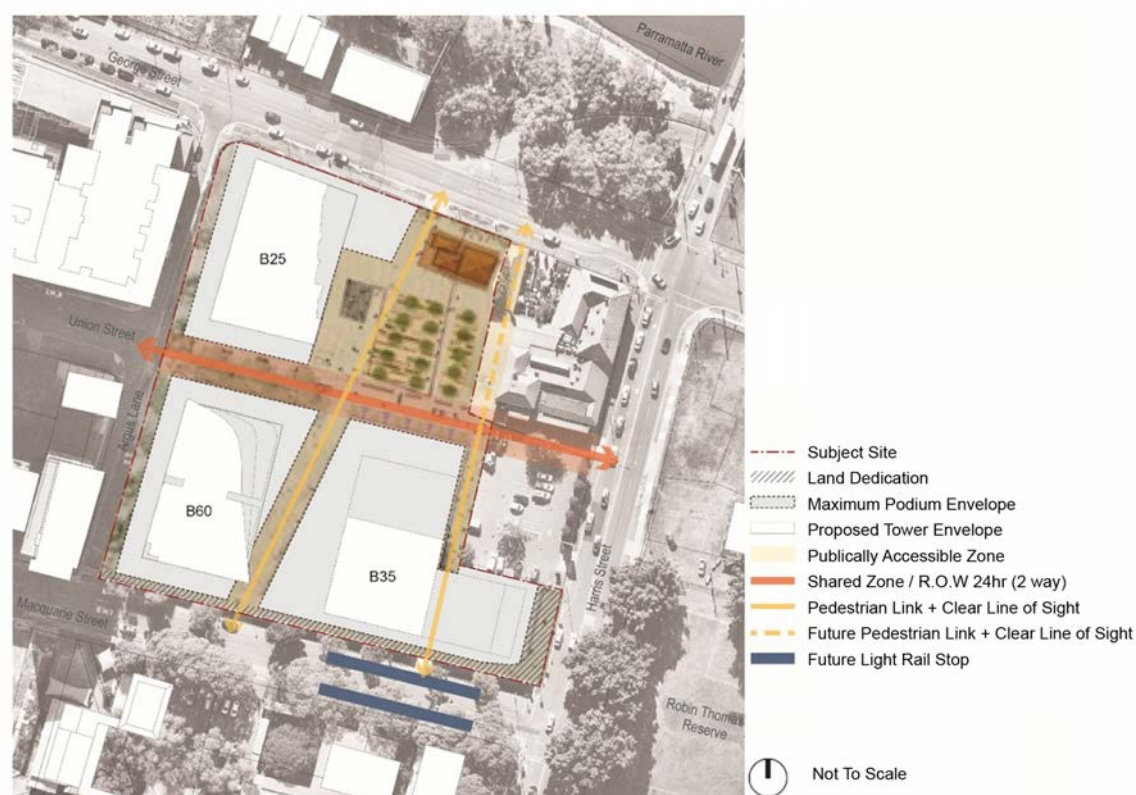 Parramatta River
George Street
B25
Union Street
Argus Lane
B60
B35
Harris Street
Macquarie Street
Robin Thomas
Reserve
Subject Site
Land Dedication
Maximum Podium Envelope
Proposed Tower Envelope
Publically Accessible Zone
Shared Zone / R.O.W 24hr (2 way)
Pedestrian Link + Clear Line of Sight
Future Pedestrian Link + Clear Line of Sight
Future Light Rail Stop
Not To Scale